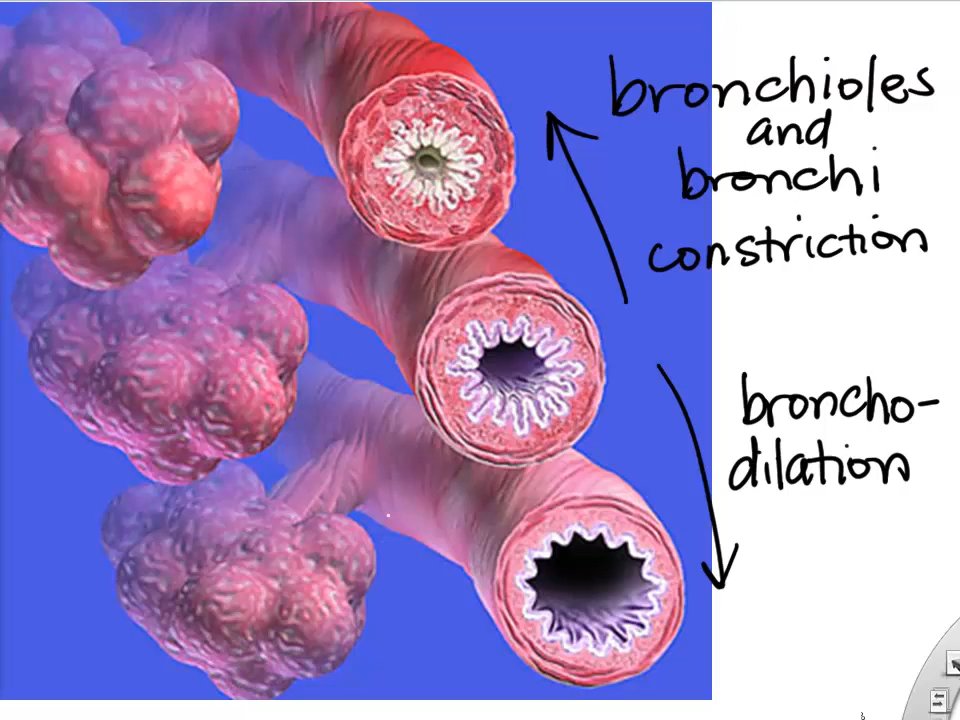 bronchioles
and
bronchi
constriction
broncho-
dilation